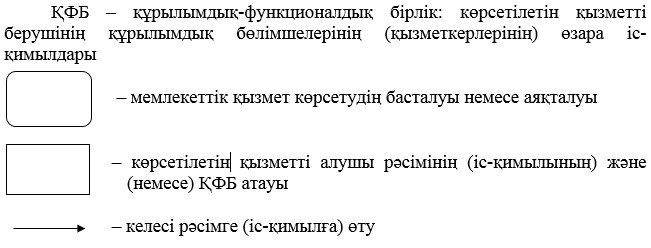 ҚФБ – құрылымдық-функционалдық бірлік: көрсетілетін қызметті
берушінің құрылымдық бөлімшелерінің (қызметкерлерінің) өзара іс-
қимылдары
– мемлекеттік қызмет көрсетудің басталуы немесе аяқталуы
– көрсетілетін қызметті алушы рәсімінің (іс-қимылының) және
(немесе) ҚФБ атауы
– келесі рәсімге (іс-қимылға) өту